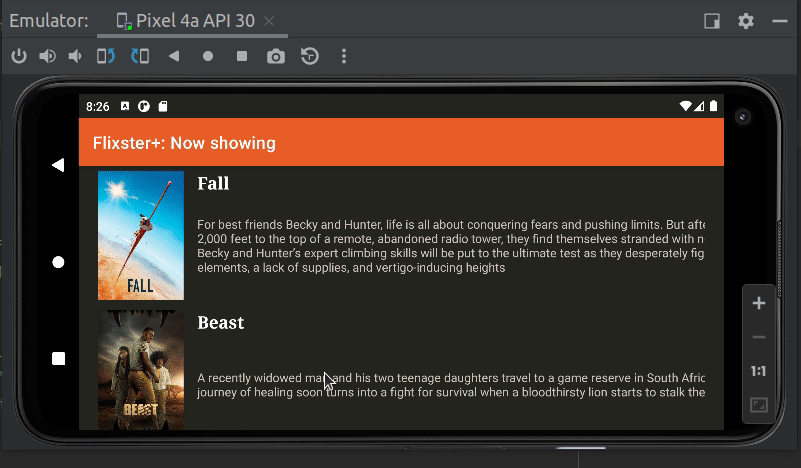 Emulator: Pixel 4a API 30
8:26
Flixster+: Now showing
FALL
Fall
For best friends Becky and Hunter, life is all about conquering fears and pushing limits. But afte
2,000 feet to the top of a remote, abandoned radio tower, they find themselves stranded with n
Becky and Hunter's expert climbing skills will be put to the ultimate test as they desperately fig
elements, a lack of supplies, and vertigo-inducing heights
BEAST
Beast
A recently widowed man and his two teenage daughters travel to a game reserve in South Afric
journey of healing soon turns into a fight for survival when a bloodthirsty lion starts to stalk the
1:1